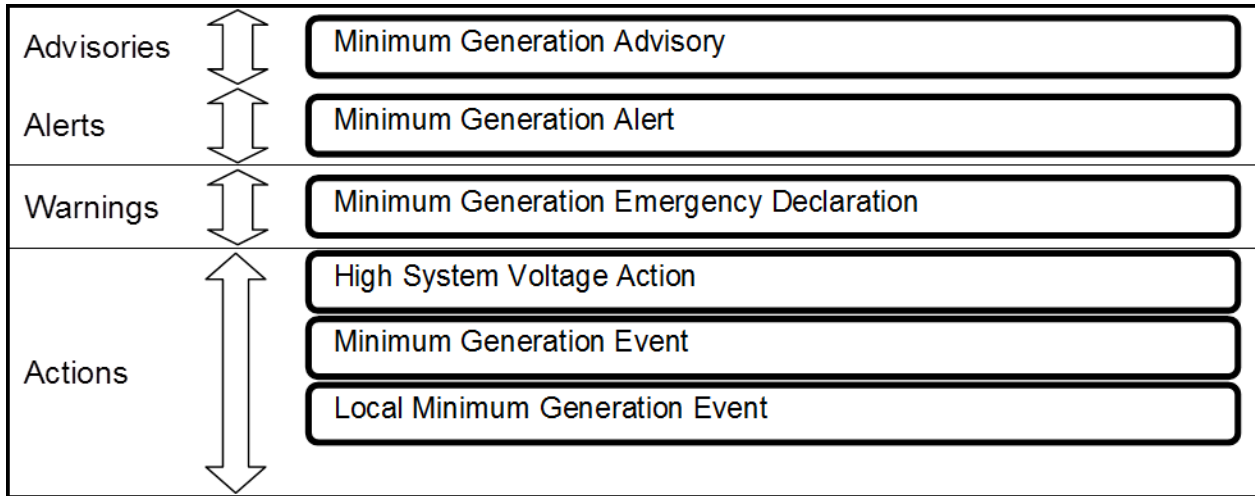 Advisories
Minimum Generation Advisory
Alerts
Minimum Generation Alert
Warnings
Minimum Generation Emergency Declaration
Actions
High System Voltage Action
Minimum Generation Event
Local Minimum Generation Event